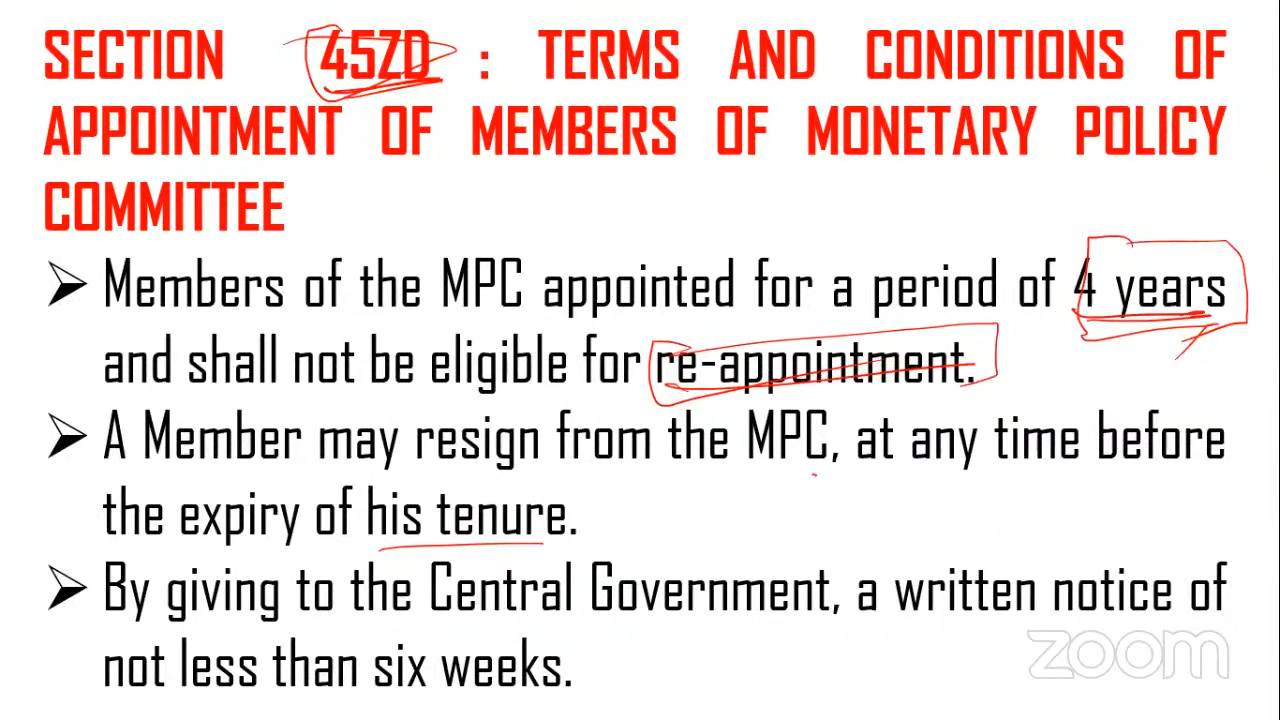 SECTION 45ZD : TERMS AND CONDITIONS OF
APPOINTMENT OF MEMBERS OF MONETARY POLICY
COMMITTEE
➢ Members of the MPC appointed for a period of 4 years
and shall not be eligible for re-appointment.
➢ A Member may resign from the MPC, at any time before
the expiry of his tenure.
➢ By giving to the Central Government, a written notice of
not less than six weeks.
zoom